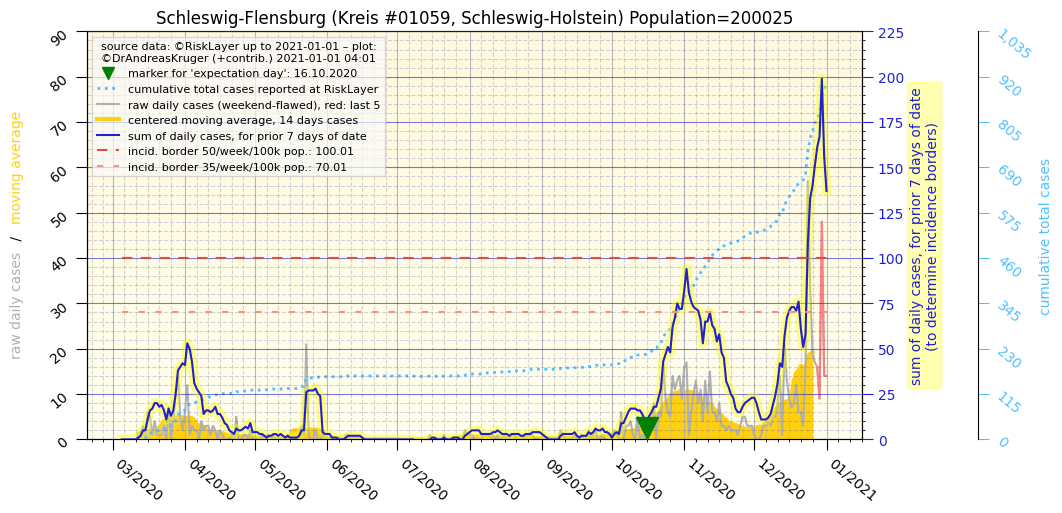 Schleswig-Flensburg (Kreis #01059, Schleswig-Holstein) Population=200025
source data: ©RiskLayer up to 2021-01-01 – plot:
©DrAndreasKruger (+contrib.) 2021-01-01 04:01
marker for 'expectation day': 16.10.2020
cumulative total cases reported at RiskLayer
raw daily cases (weekend-flawed), red: last 5
centered moving average, 14 days cases
sum of daily cases, for prior 7 days of date
incid. border 50/week/100k pop.: 100.01
incid. border 35/week/100k pop.: 70.01
raw daily cases / moving average
90
80
70
60
50
40
30
20
10
0
03/2020
04/2020
05/2020
06/2020
07/2020
08/2020
09/2020
10/2020
11/2020
12/2020
01/2021
225
200
175
150
125
100
75
50
25
0
sum of daily cases, for prior 7 days of date
(to determine incidence borders)
1,035
920
805
690
575
460
345
230
115
0
cumulative total cases